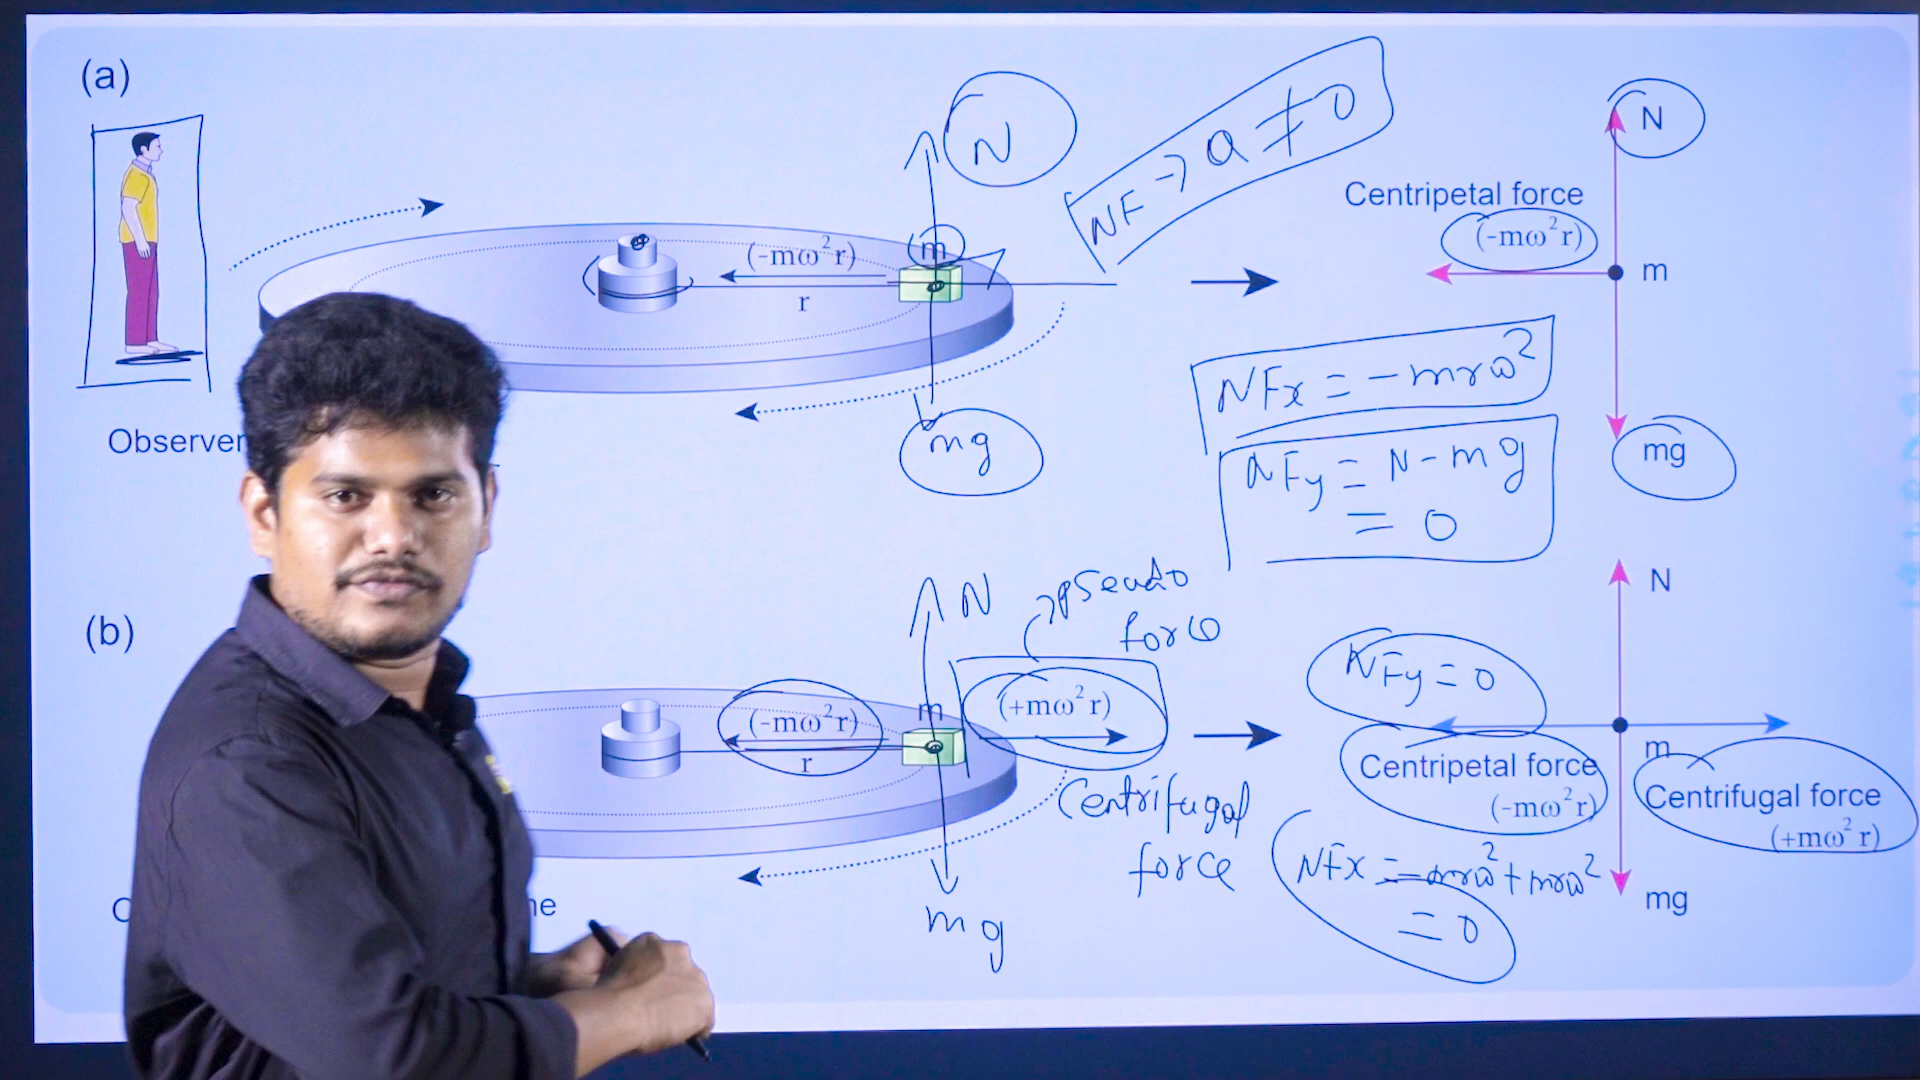 (a)
N
NF → a ≠ 0
N
Centripetal force
(-mω²r)
m
(-mω²r)
m
r
NFx = -mrω²
Observer
mg
NFy = N - mg
= 0
mg
(b)
N
→ pseudo
force
N
NFy = 0
(-mω²r)
m
(+mω²r)
r
m
Centripetal force
(-mω²r)
Centrifugal force
(+mω²r)
Centrifugal
force
NFx = -mrω² + mrω²
= 0
mg
mg